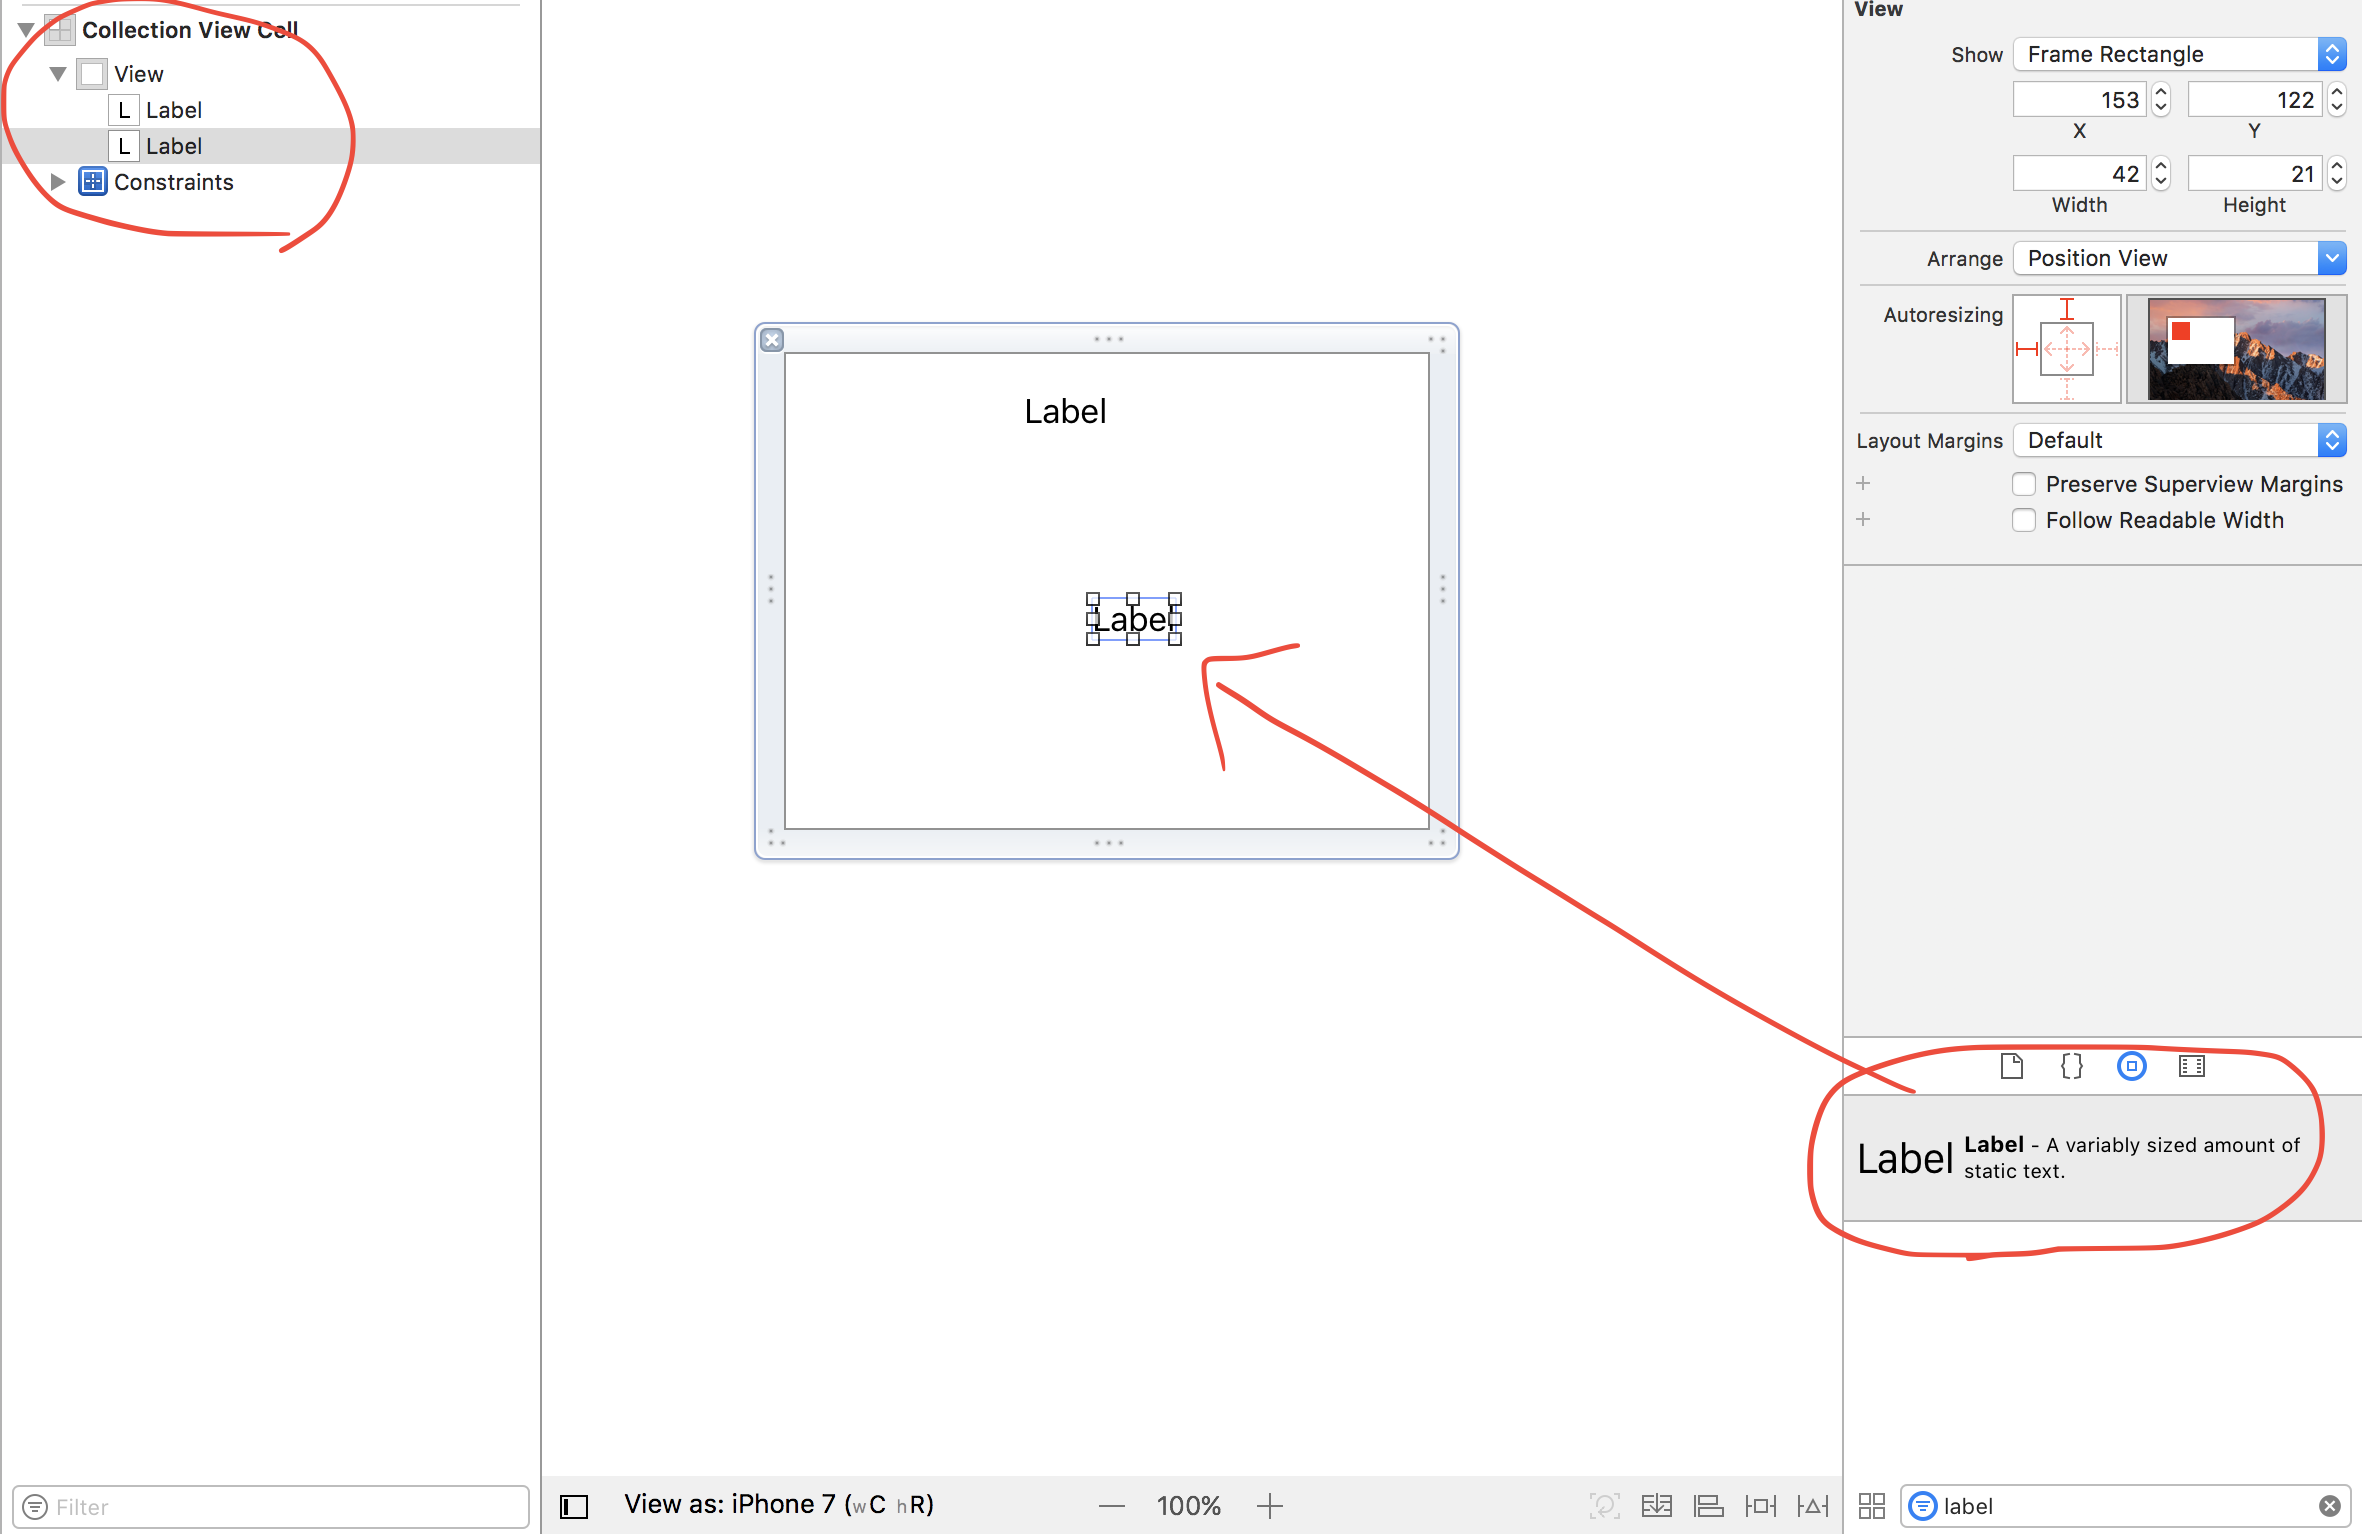 Collection View Cell
View
L Label
L Label
Constraints
Filter
Label
Label
View as: iPhone 7 (wC hR)
100%
View
Show Frame Rectangle
153 122
X Y
42 21
Width Height
Arrange Position View
Autoresizing
Layout Margins Default
Preserve Superview Margins
Follow Readable Width
{}
Label Label - A variably sized amount of
static text.
label